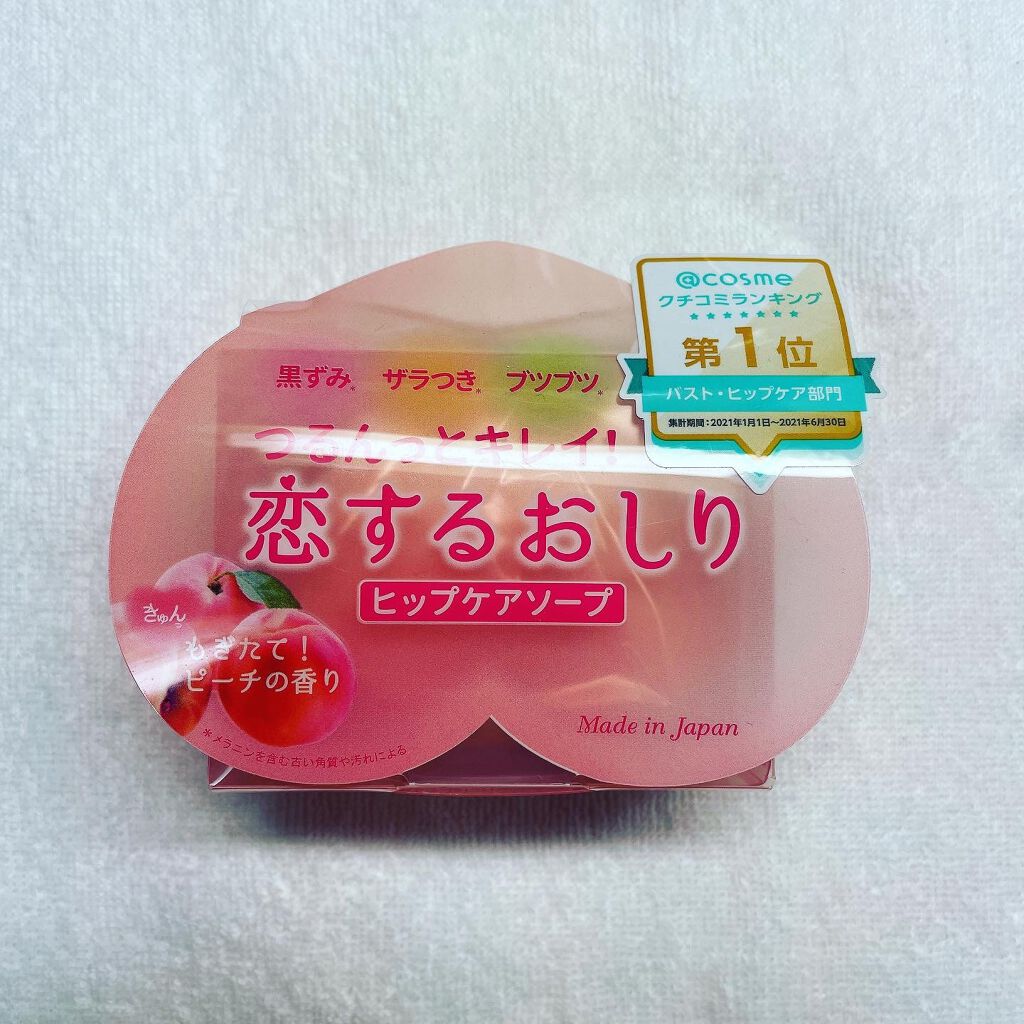 @cosme
クチコミランキング
第1位
バスト・ヒップケア部門
集計期間：2021年1月1日〜2021年6月30日
黒ずみ* ザラつき* ブツブツ*
つるんっとキレイ！
恋するおしり
ヒップケアソープ
きゅんっ
もぎたて！
ピーチの香り
Made in Japan
*メラニンを含む古い角質や汚れによる